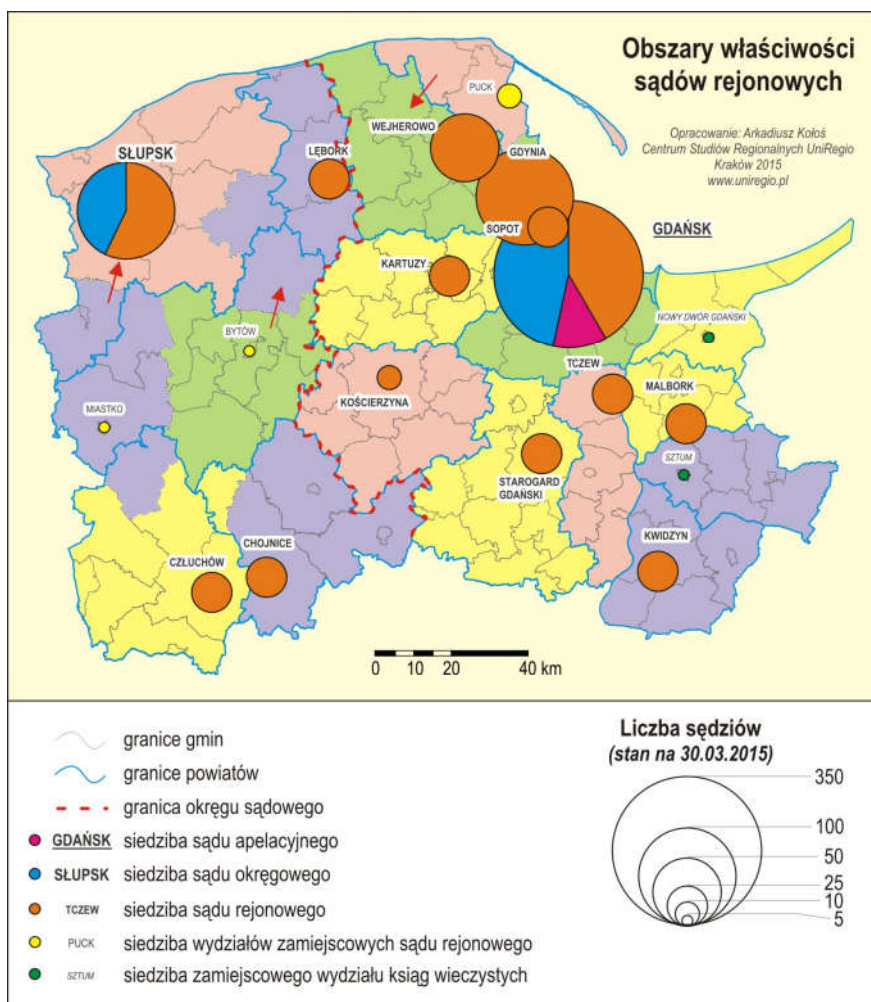 Obszary właściwości
sądów rejonowych
Opracowanie: Arkadiusz Kołoś
Centrum Studiów Regionalnych UniRegio
Kraków 2015
www.uniregio.pl
PUCK
WEJHEROWO
GDYNIA
SŁUPSK
LĘBORK
SOPOT
GDAŃSK
KARTUZY
NOWY DWÓR GDAŃSKI
BYTÓW
TCZEW
MALBORK
KOŚCIERZYNA
MIASTKO
SZTUM
STAROGARD
GDAŃSKI
KWIDZYN
CHOJNICE
CZŁUCHÓW
0 10 20 40 km
granice gmin
granice powiatów
granica okręgu sądowego
GDAŃSK siedziba sądu apelacyjnego
SŁUPSK siedziba sądu okręgowego
TCZEW siedziba sądu rejonowego
PUCK siedziba wydziałów zamiejscowych sądu rejonowego
SZTUM siedziba zamiejscowego wydziału ksiąg wieczystych
Liczba sędziów
(stan na 30.03.2015)
350
100
50
25
10
5